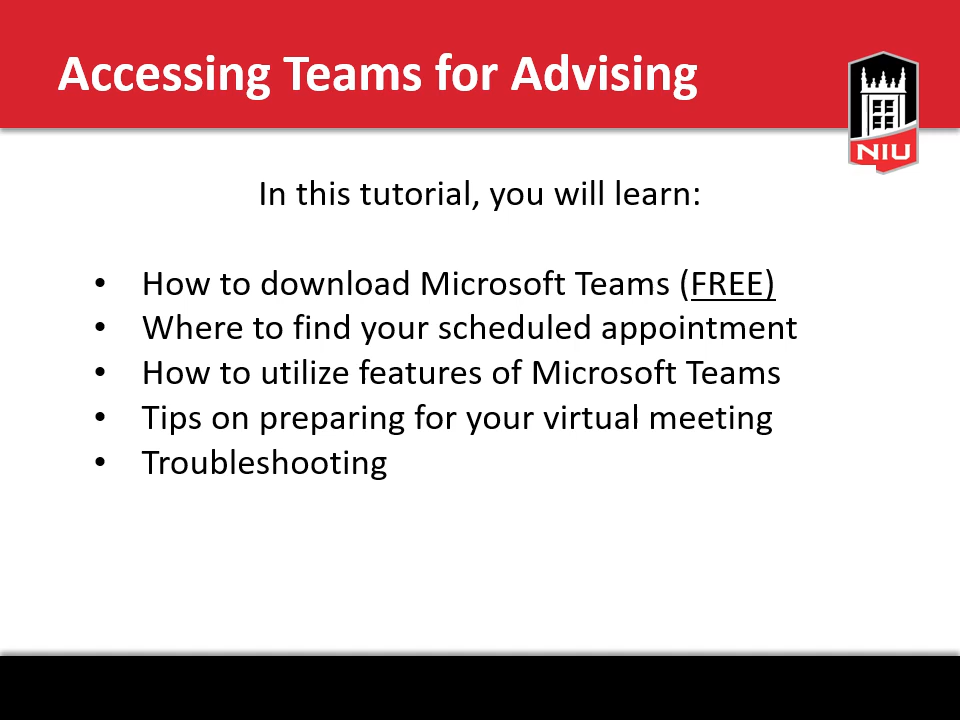 Accessing Teams for Advising
NIU
In this tutorial, you will learn:
• How to download Microsoft Teams (FREE)
• Where to find your scheduled appointment
• How to utilize features of Microsoft Teams
• Tips on preparing for your virtual meeting
• Troubleshooting